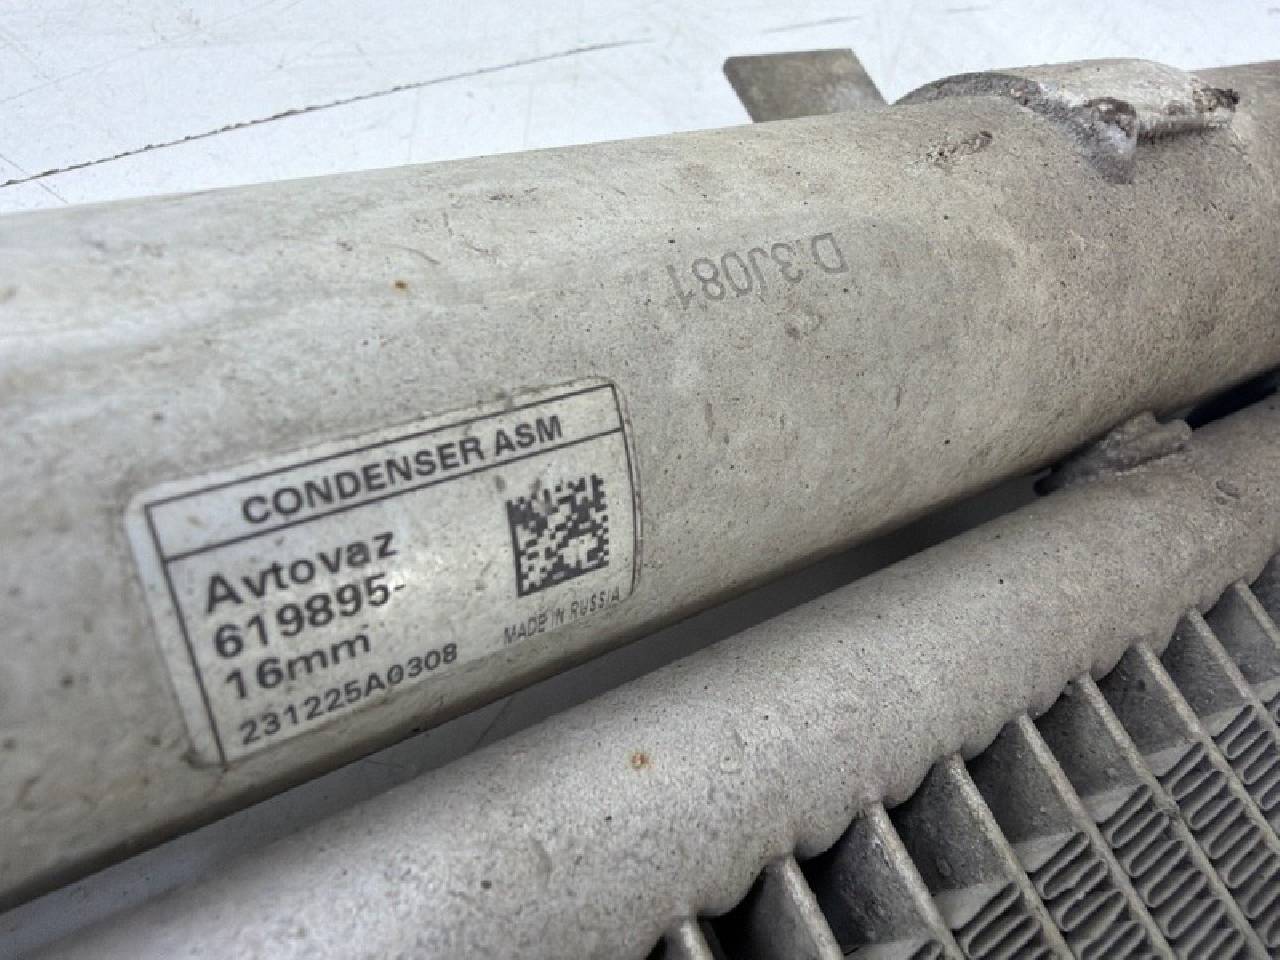 D.3J081
CONDENSER ASM
Avtovaz
619895-
16mm
231225A0308
MADE IN RUSSIA